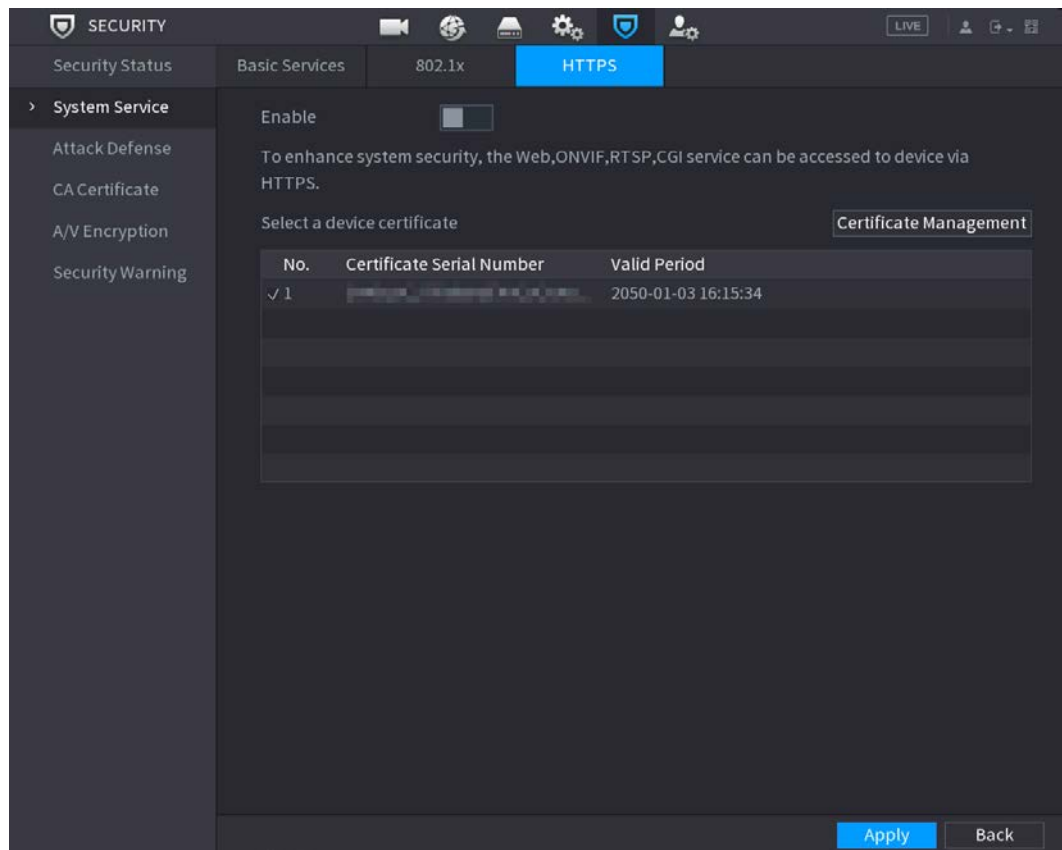 SECURITY
LIVE
Security Status
Basic Services
802.1x
HTTPS
System Service
Attack Defense
CA Certificate
A/V Encryption
Security Warning
Enable
To enhance system security, the Web,ONVIF,RTSP,CGI service can be accessed to device via
HTTPS.
Select a device certificate
Certificate Management
No. Certificate Serial Number Valid Period
1 2050-01-03 16:15:34
Apply
Back